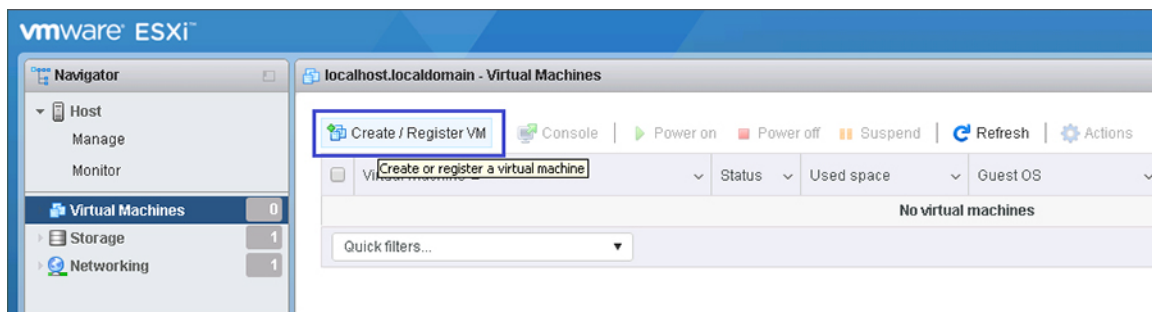 vmware ESXi™
Navigator
localhost.localdomain - Virtual Machines
Host
Manage
Monitor
Virtual Machines 0
Storage 1
Networking 1
Create / Register VM Console Power on Power off Suspend Refresh Actions
Create or register a virtual machine
Status Used space Guest OS
No virtual machines
Quick filters...